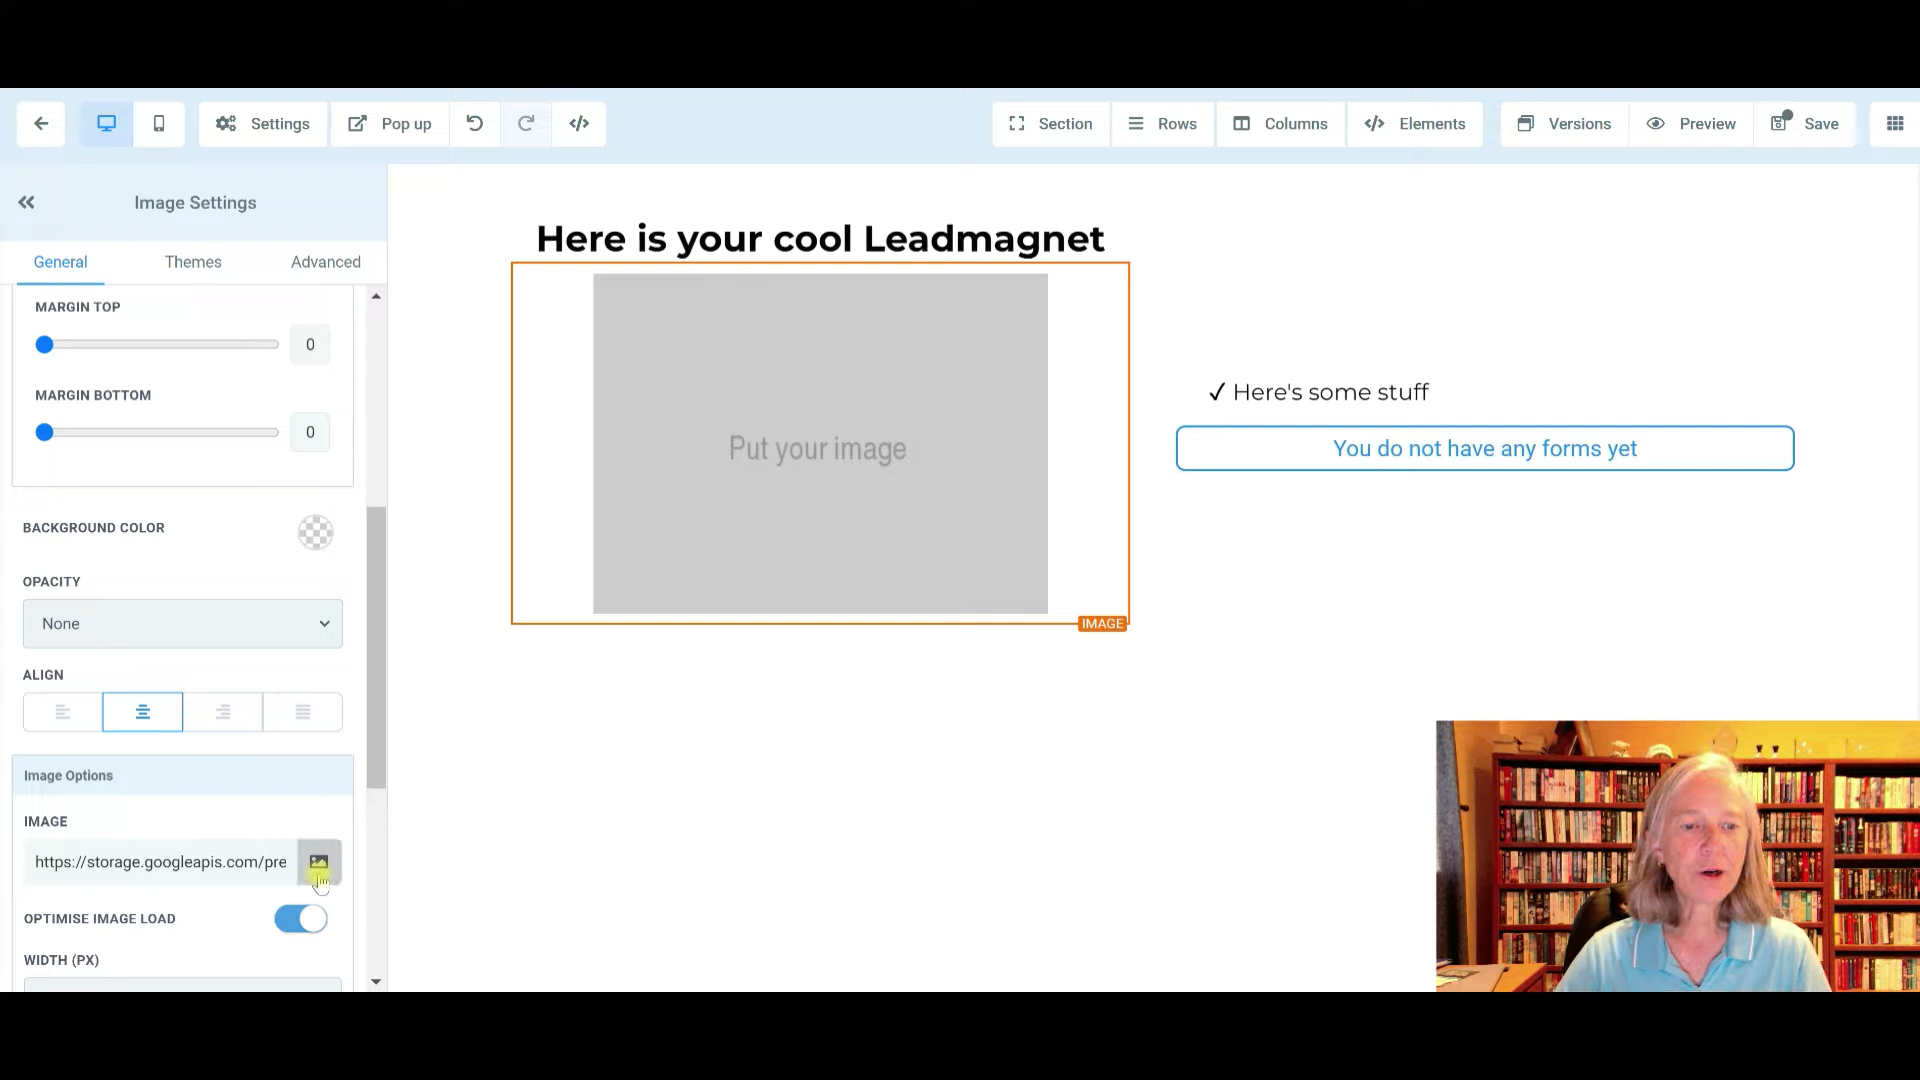 Settings
Pop up
Section
Rows
Columns
Elements
Versions
Preview
Save
Image Settings
General
Themes
Advanced
MARGIN TOP
0
MARGIN BOTTOM
0
BACKGROUND COLOR
OPACITY
None
ALIGN
Image Options
IMAGE
https://storage.googleapis.com/pre
OPTIMISE IMAGE LOAD
WIDTH (PX)
Here is your cool Leadmagnet
Put your image
IMAGE
✓ Here's some stuff
You do not have any forms yet